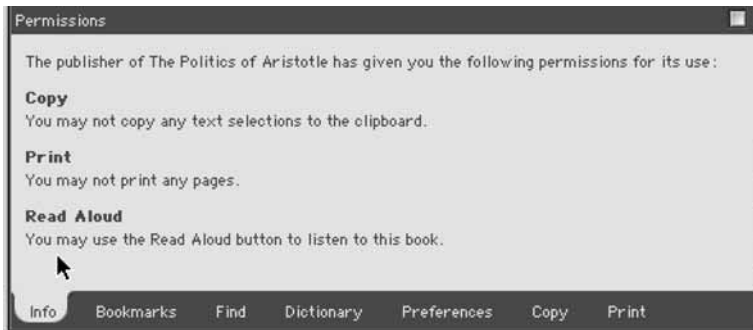 Permissions
The publisher of The Politics of Aristotle has given you the following permissions for its use:
Copy
You may not copy any text selections to the clipboard.
Print
You may not print any pages.
Read Aloud
You may use the Read Aloud button to listen to this book.
Info Bookmarks Find Dictionary Preferences Copy Print